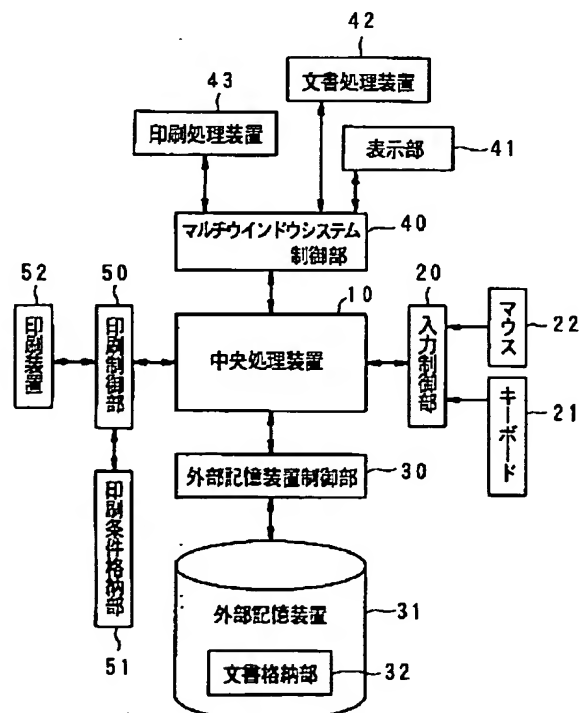 42
文書処理装置
43
印刷処理装置
表示部
41
マルチウインドウシステム
制御部
40
52
印刷装置
50
印刷制御部
10
中央処理装置
20
入力制御部
マウス
22
キーボード
21
外部記憶装置制御部
30
印刷条件格納部
51
外部記憶装置
31
文書格納部
32